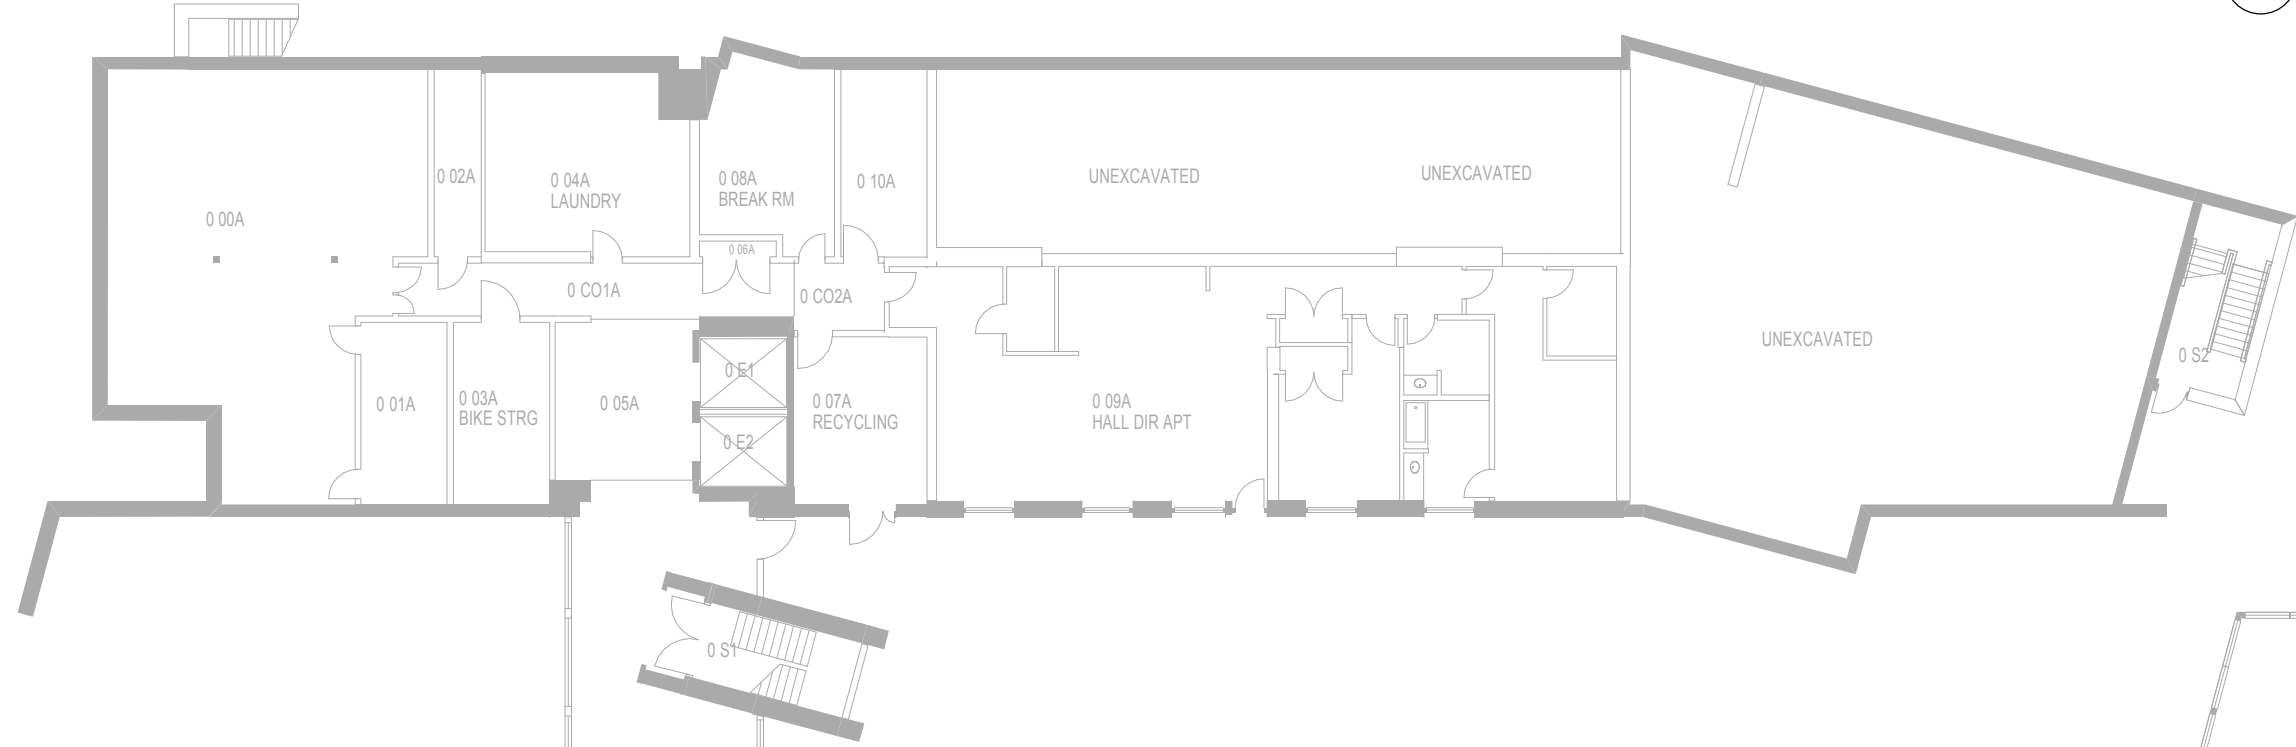 UNEXCAVATED
UNEXCAVATED
0 02A
0 04A
LAUNDRY
0 08A
BREAK RM
0 10A
0 00A
0 06A
0 CO1A
0 CO2A
UNEXCAVATED
0 S2
0 E1
0 01A
0 03A
BIKE STRG
0 05A
0 07A
RECYCLING
0 09A
HALL DIR APT
0 E2
0 S1